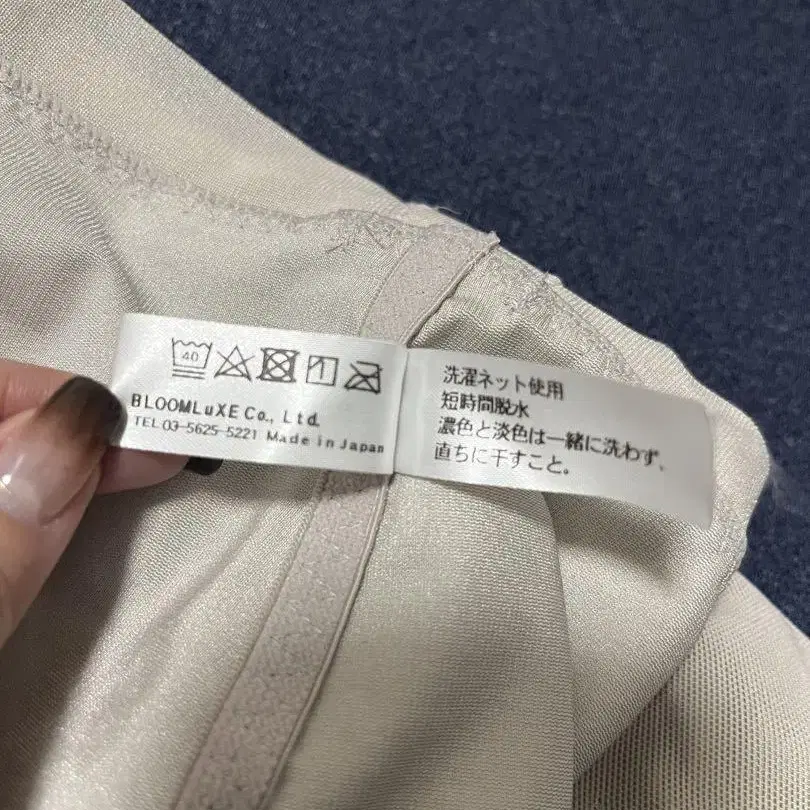 40
BLOOMLuXE Co., Ltd.
TEL 03-5625-5221 Made in Japan
洗濯ネット使用
短時間脱水
濃色と淡色は一緒に洗わず、
直ちに干すこと。